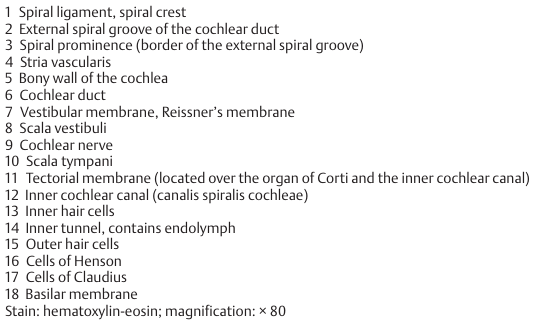 1 Spiral ligament, spiral crest
2 External spiral groove of the cochlear duct
3 Spiral prominence (border of the external spiral groove)
4 Stria vascularis
5 Bony wall of the cochlea
6 Cochlear duct
7 Vestibular membrane, Reissner's membrane
8 Scala vestibuli
9 Cochlear nerve
10 Scala tympani
11 Tectorial membrane (located over the organ of Corti and the inner cochlear canal)
12 Inner cochlear canal (canalis spiralis cochleae)
13 Inner hair cells
14 Inner tunnel, contains endolymph
15 Outer hair cells
16 Cells of Henson
17 Cells of Claudius
18 Basilar membrane
Stain: hematoxylin-eosin; magnification: × 80